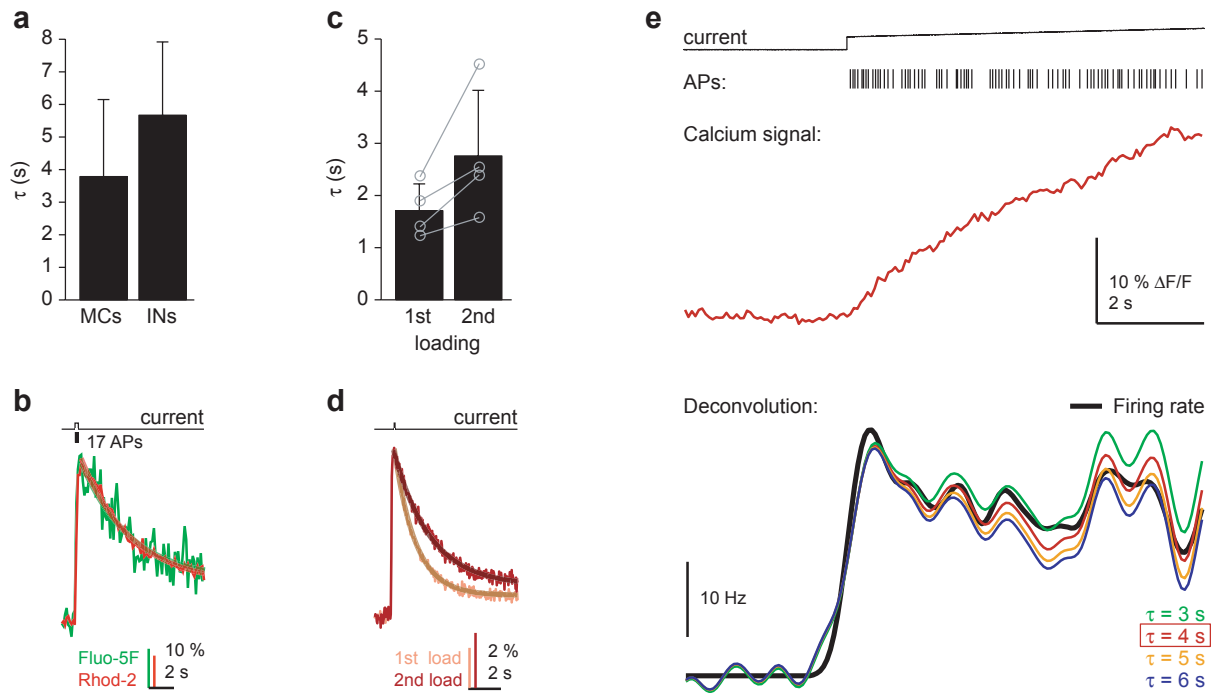 a
8
7
6
5
4
3
2
1
0
τ (s)
MCs INs
b
current
17 APs
Fluo-5F
Rhod-2
10 %
2 s
c
5
4
3
2
1
0
τ (s)
1st 2nd
loading
d
current
1st load
2nd load
2 %
2 s
e
current
APs:
Calcium signal:
10 % ΔF/F
2 s
Deconvolution:
Firing rate
10 Hz
τ = 3 s
τ = 4 s
τ = 5 s
τ = 6 s